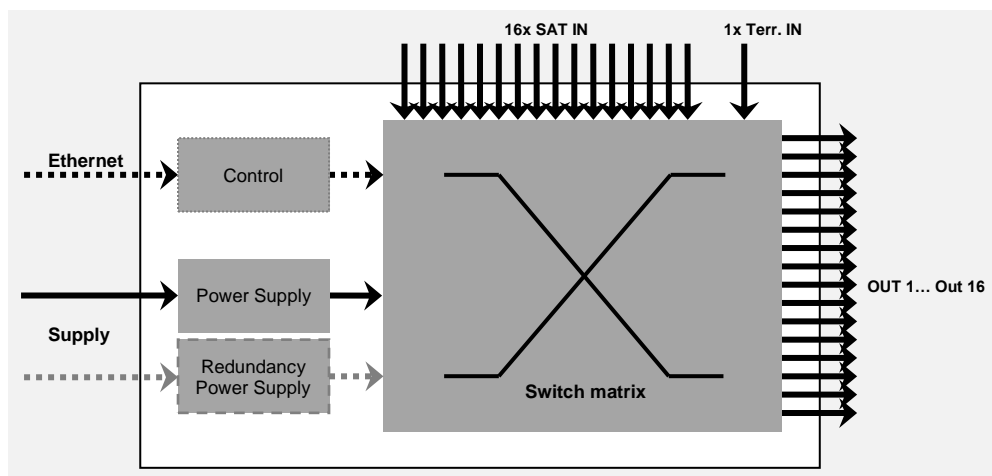 16x SAT IN
1x Terr. IN
Ethernet
Control
Power Supply
OUT 1… Out 16
Supply
Redundancy
Power Supply
Switch matrix